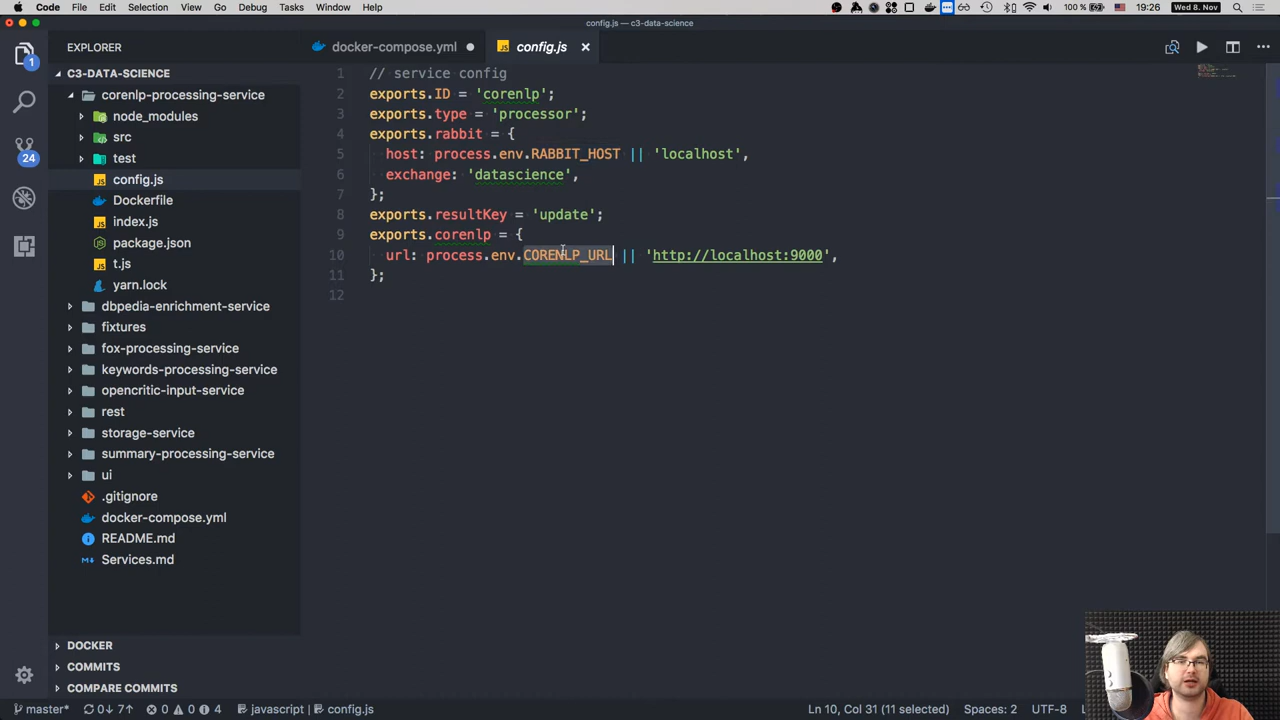 Code File Edit Selection View Go Debug Tasks Window Help 100 % 19:26 Wed 8. Nov
config.js — c3-data-science
EXPLORER
docker-compose.yml
config.js
C3-DATA-SCIENCE
corenlp-processing-service
node_modules
src
test
config.js
Dockerfile
index.js
package.json
t.js
yarn.lock
dbpedia-enrichment-service
fixtures
fox-processing-service
keywords-processing-service
opencritic-input-service
rest
storage-service
summary-processing-service
ui
.gitignore
docker-compose.yml
README.md
Services.md
DOCKER
COMMITS
COMPARE COMMITS
1
24
1 // service config
2 exports.ID = 'corenlp';
3 exports.type = 'processor';
4 exports.rabbit = {
5 host: process.env.RABBIT_HOST || 'localhost',
6 exchange: 'datascience',
7 };
8 exports.resultKey = 'update';
9 exports.corenlp = {
10 url: process.env.CORENLP_URL || 'http://localhost:9000',
11 };
12
master* 0↓ 7↑ 0 0 4 javascript config.js Ln 10, Col 31 (11 selected) Spaces: 2 UTF-8